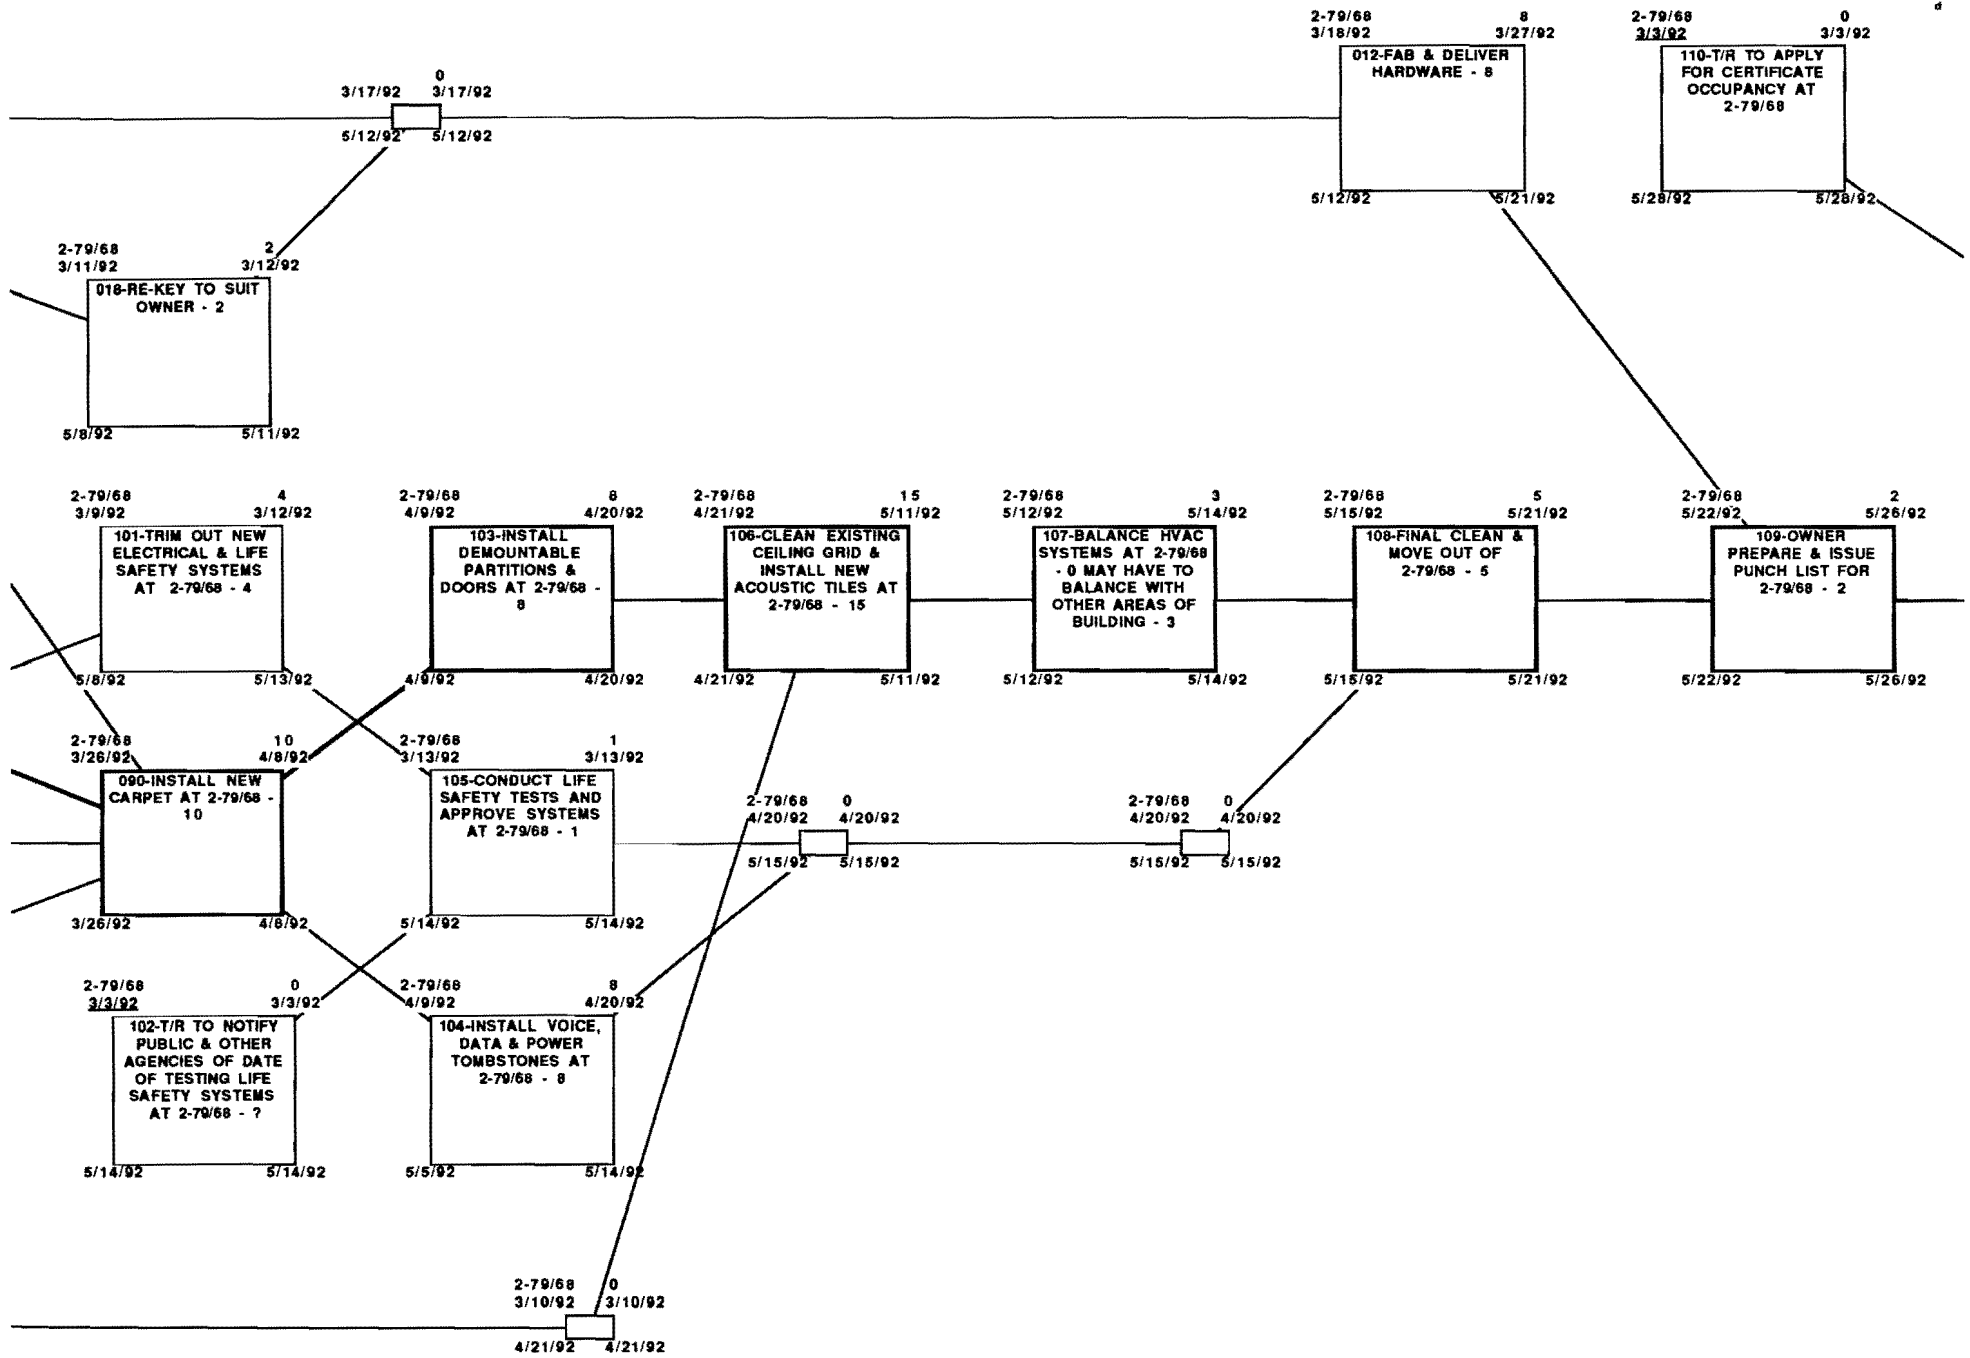 d
2-79/68 8
3/18/92 3/27/92
012-FAB & DELIVER
HARDWARE - 8
5/12/92 5/21/92
2-79/68 0
3/3/92 3/3/92
110-T/R TO APPLY
FOR CERTIFICATE
OCCUPANCY AT
2-79/68
5/28/92 5/28/92
0
3/17/92 3/17/92
5/12/92 5/12/92
2-79/68 2
3/11/92 3/12/92
018-RE-KEY TO SUIT
OWNER - 2
5/8/92 5/11/92
2-79/68 4
3/9/92 3/12/92
101-TRIM OUT NEW
ELECTRICAL & LIFE
SAFETY SYSTEMS
AT 2-79/68 - 4
5/8/92 5/13/92
2-79/68 8
4/9/92 4/20/92
103-INSTALL
DEMOUNTABLE
PARTITIONS &
DOORS AT 2-79/68 -
8
4/9/92 4/20/92
2-79/68 15
4/21/92 5/11/92
106-CLEAN EXISTING
CEILING GRID &
INSTALL NEW
ACOUSTIC TILES AT
2-79/68 - 15
4/21/92 5/11/92
2-79/68 3
5/12/92 5/14/92
107-BALANCE HVAC
SYSTEMS AT 2-79/68
- 0 MAY HAVE TO
BALANCE WITH
OTHER AREAS OF
BUILDING - 3
5/12/92 5/14/92
2-79/68 5
5/15/92 5/21/92
108-FINAL CLEAN &
MOVE OUT OF
2-79/68 - 5
5/15/92 5/21/92
2-79/68 2
5/22/92 5/26/92
109-OWNER
PREPARE & ISSUE
PUNCH LIST FOR
2-79/68 - 2
5/22/92 5/26/92
2-79/68 10
3/26/92 4/8/92
090-INSTALL NEW
CARPET AT 2-79/68 -
10
3/26/92 4/8/92
2-79/68 1
3/13/92 3/13/92
105-CONDUCT LIFE
SAFETY TESTS AND
APPROVE SYSTEMS
AT 2-79/68 - 1
5/14/92 5/14/92
2-79/68 0
4/20/92 4/20/92
5/15/92 5/15/92
2-79/68 0
4/20/92 4/20/92
5/15/92 5/15/92
2-79/68 0
3/3/92 3/3/92
102-T/R TO NOTIFY
PUBLIC & OTHER
AGENCIES OF DATE
OF TESTING LIFE
SAFETY SYSTEMS
AT 2-79/68 - ?
5/14/92 5/14/92
2-79/68 8
4/9/92 4/20/92
104-INSTALL VOICE,
DATA & POWER
TOMBSTONES AT
2-79/68 - 8
5/5/92 5/14/92
2-79/68 0
3/10/92 3/10/92
4/21/92 4/21/92